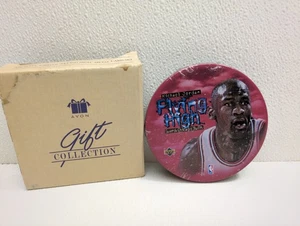 AVON
Gift
COLLECTION
Michael Jordan
Flying
High